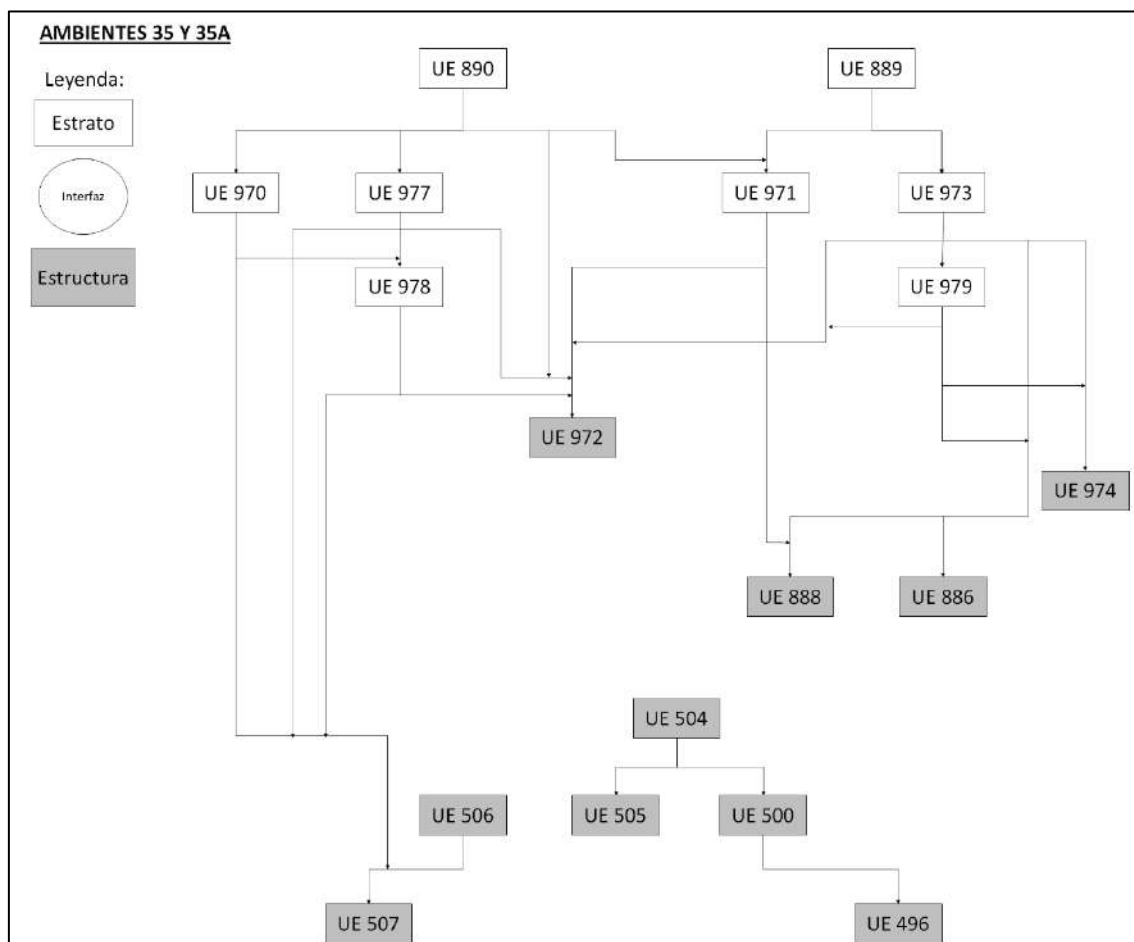 AMBIENTES 35 Y 35A
Leyenda:
Estrato
Interfaz
Estructura
UE 890
UE 889
UE 970
UE 977
UE 971
UE 973
UE 978
UE 979
UE 972
UE 974
UE 888
UE 886
UE 504
UE 506
UE 505
UE 500
UE 507
UE 496